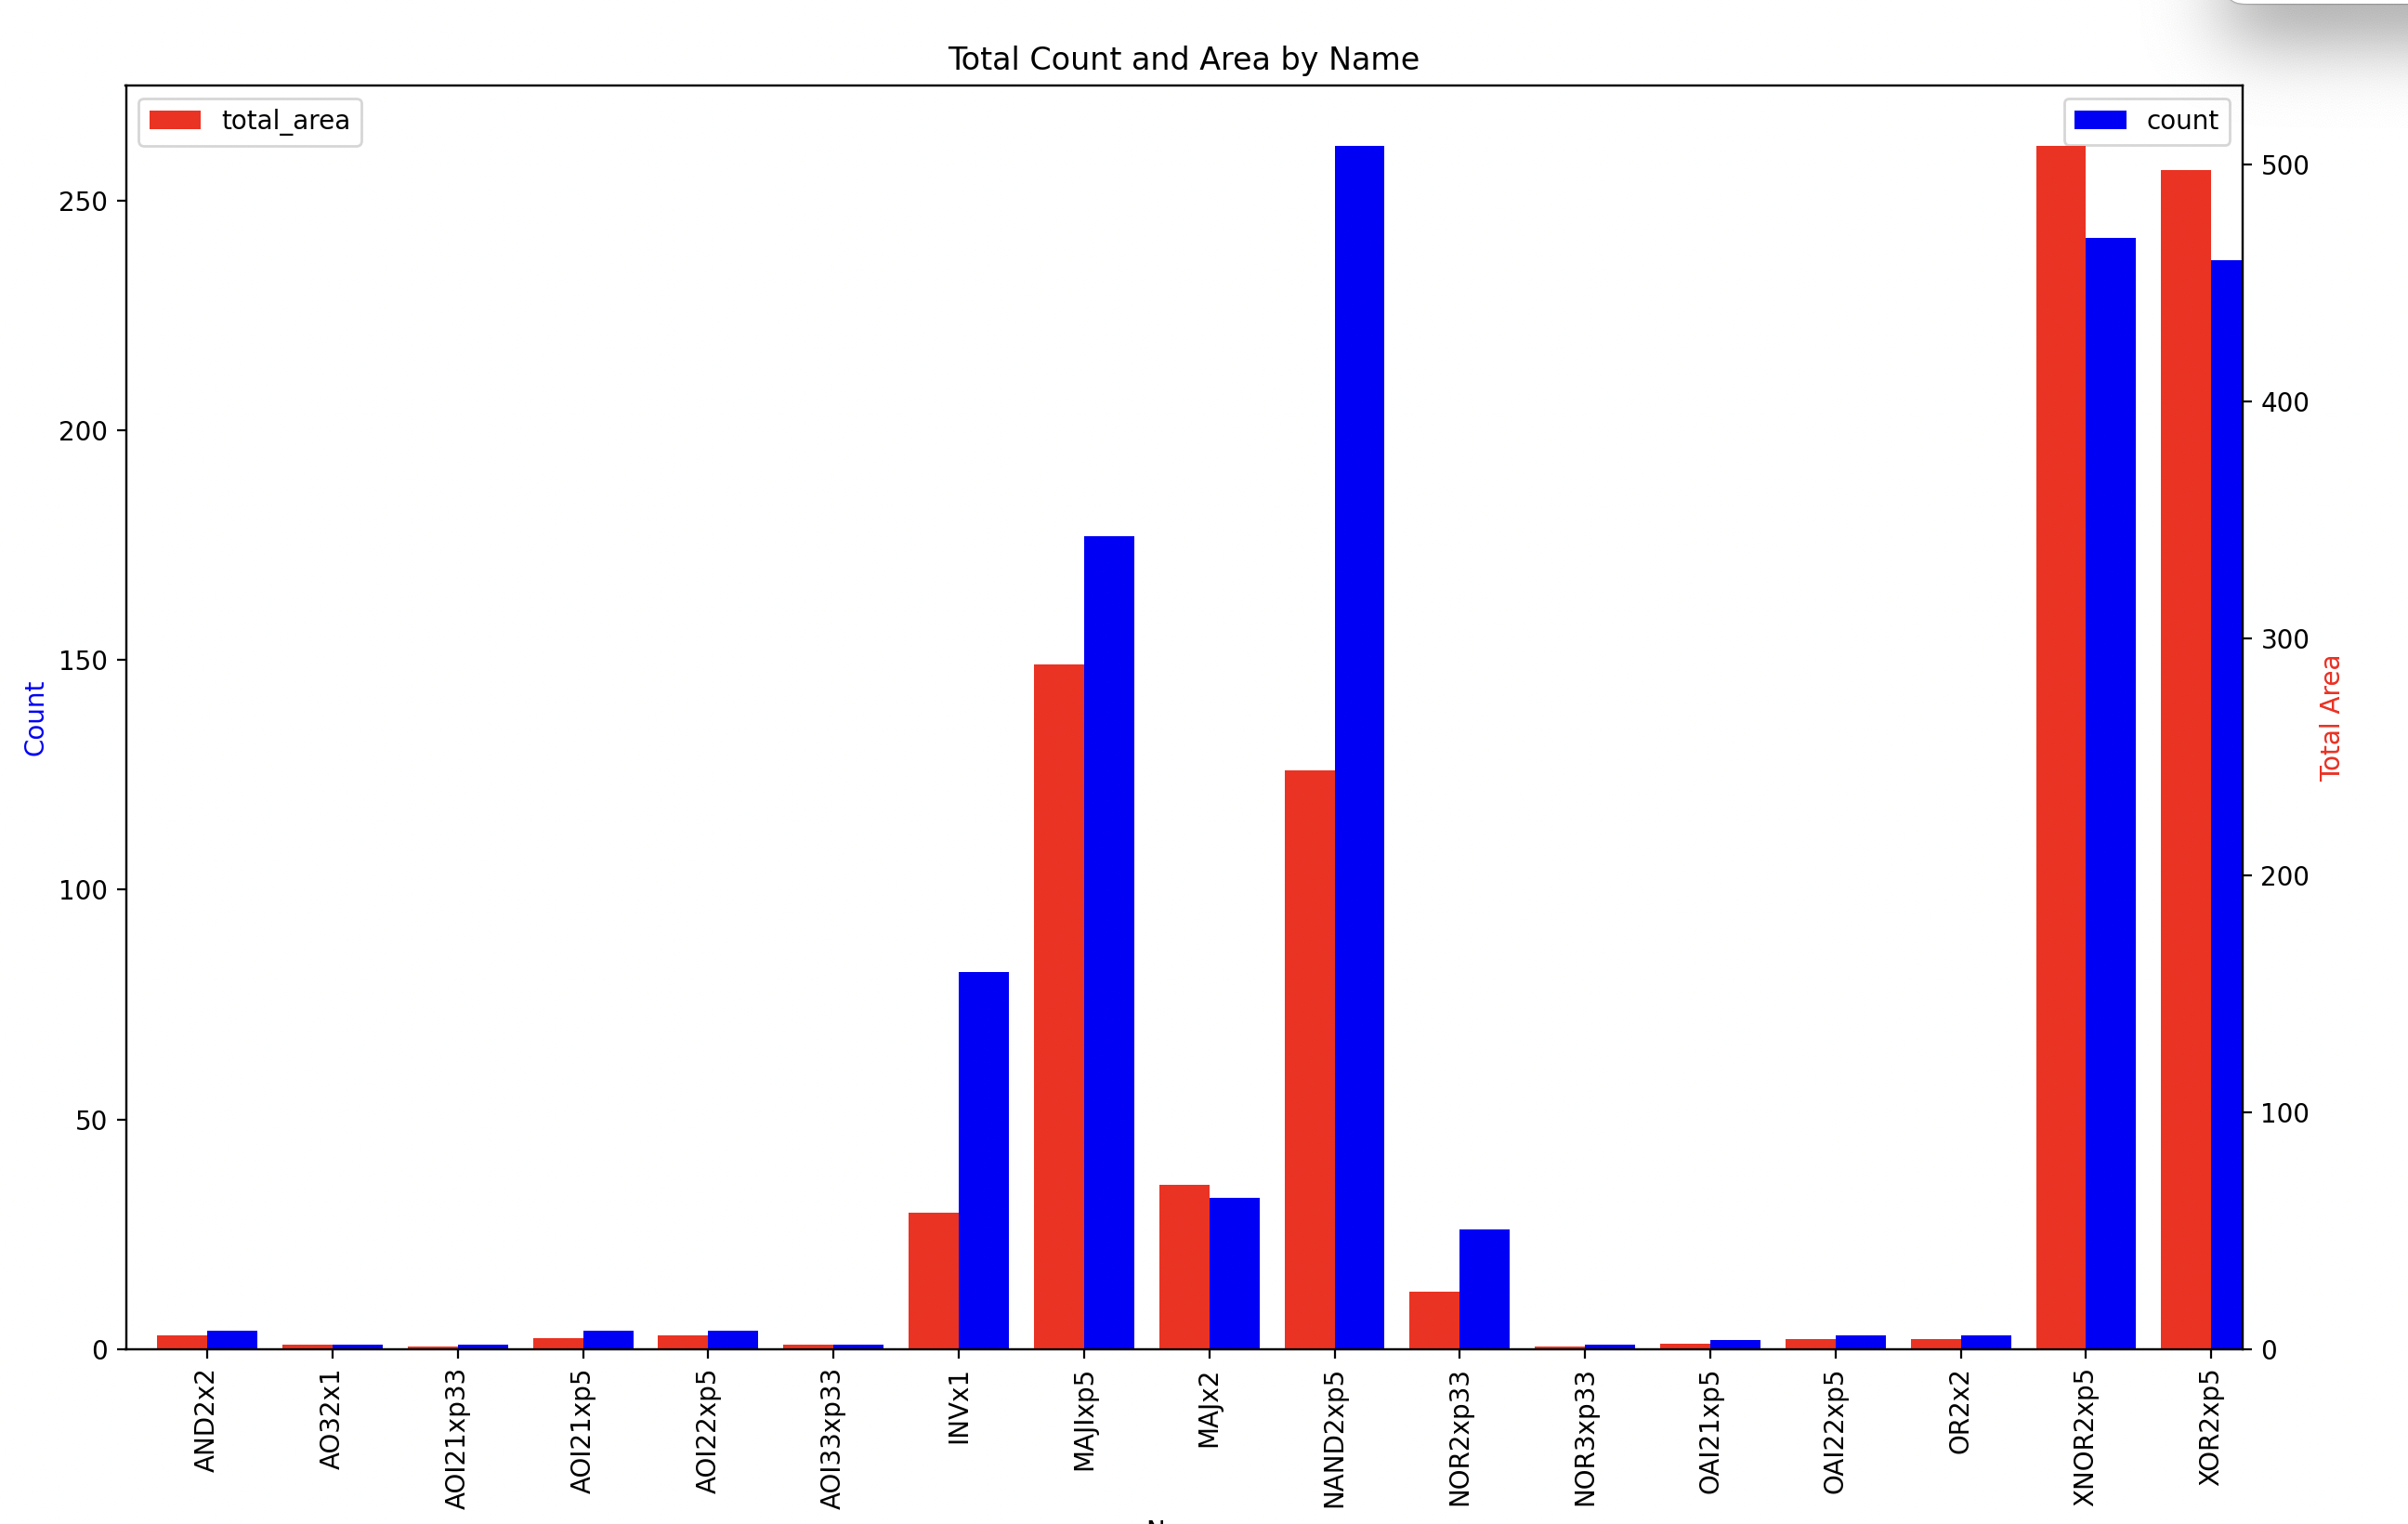 Total Count and Area by Name
total_area
count
250
200
150
100
50
0
Count
500
400
300
200
100
0
Total Area
AND2x2
AO32x1
AOI21xp33
AOI21xp5
AOI22xp5
AOI33xp33
INVx1
MAJIxp5
MAJx2
NAND2xp5
NOR2xp33
NOR3xp33
OAI21xp5
OAI22xp5
OR2x2
XNOR2xp5
XOR2xp5